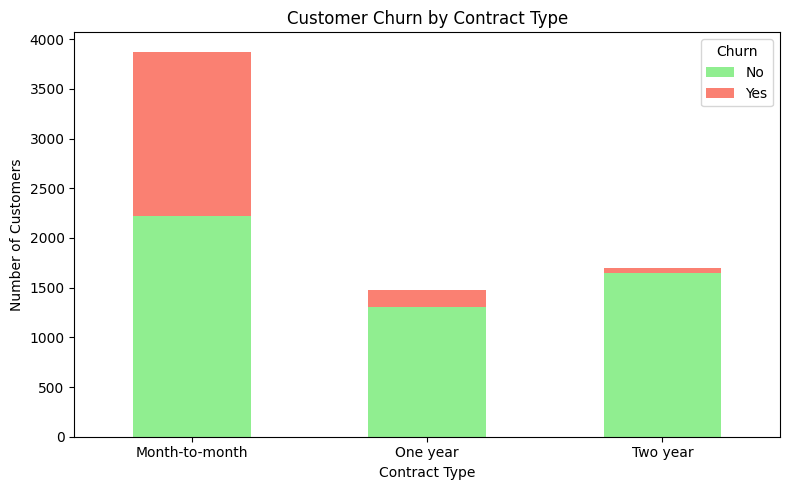 Customer Churn by Contract Type
Churn
No
Yes
4000
3500
3000
2500
2000
1500
1000
500
0
Number of Customers
Month-to-month
One year
Two year
Contract Type